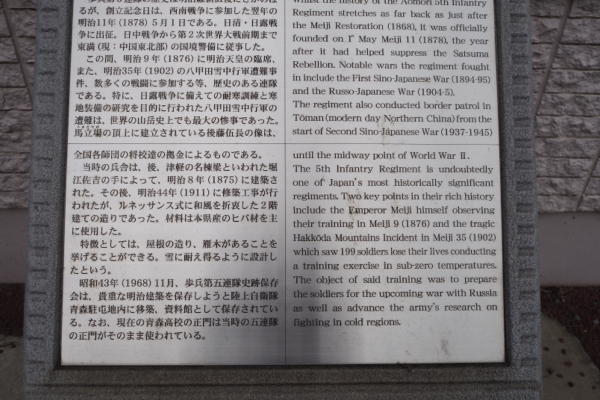 るが、創立記念日は、西南戦争に参加した翌年の
明治11年(1878)5月1日である。日清・日露戦
争に出征。日中戦争から第2次世界大戦前期まで
東満(現：中国東北部)の国境警備に従事した。
この間、明治9年(1876)に明治天皇の臨席、
また、明治35年(1902)の八甲田雪中行軍遭難事
件、数多くの戦闘に参加する等、歴史のある連隊
である。特に、日露戦争に備えての耐寒訓練と寒
地装備の研究を目的に行われた八甲田雪中行軍の
遭難は、世界の山岳史上でも最大の惨事であった。
馬立場の頂上に建立されている後藤伍長の像は、
全国各師団の将校達の拠金によるものである。
当時の兵舎は、後、津軽の名棟梁といわれた堀
江佐吉の手によって、明治8年(1875)に建築さ
れた。その後、明治44年(1911)に修築工事が行
われたが、ルネッサンス式に和風を折衷した2階
建ての造りであった。材料は本県産のヒバ材を主
に使用した。
特徴としては、屋根の造り、雁木があることを
挙げることができる。雪に耐え得るように設計し
たという。
昭和43年(1968)11月、歩兵第五連隊史跡保存
会は、貴重な明治建築を保存しようと陸上自衛隊
青森駐屯地内に移築、資料館として保存されてい
る。なお、現在の青森高校の正門は当時の五連隊
の正門がそのまま使われている。
Whilst the history of the Aomori 5th Infantry
Regiment stretches as far back as just after
the Meiji Restoration (1868), it was officially
founded on 1st May Meiji 11 (1878), the year
after it had helped suppress the Satsuma
Rebellion. Notable wars the regiment fought
in include the First Sino-Japanese War (1894-95)
and the Russo-Japanese War (1904-5).
The regiment also conducted border patrol in
Tōman (modern day Northern China) from the
start of Second Sino-Japanese War (1937-1945)
until the midway point of World War Ⅱ.
The 5th Infantry Regiment is undoubtedly
one of Japan's most historically significant
regiments. Two key points in their rich history
include the Emperor Meiji himself observing
their training in Meiji 9 (1876) and the tragic
Hakkōda Mountains Incident in Meiji 35 (1902)
which saw 199 soldiers lose their lives conducting
a training exercise in sub-zero temperatures.
The object of said training was to prepare
the soldiers for the upcoming war with Russia
as well as advance the army's research on
fighting in cold regions.